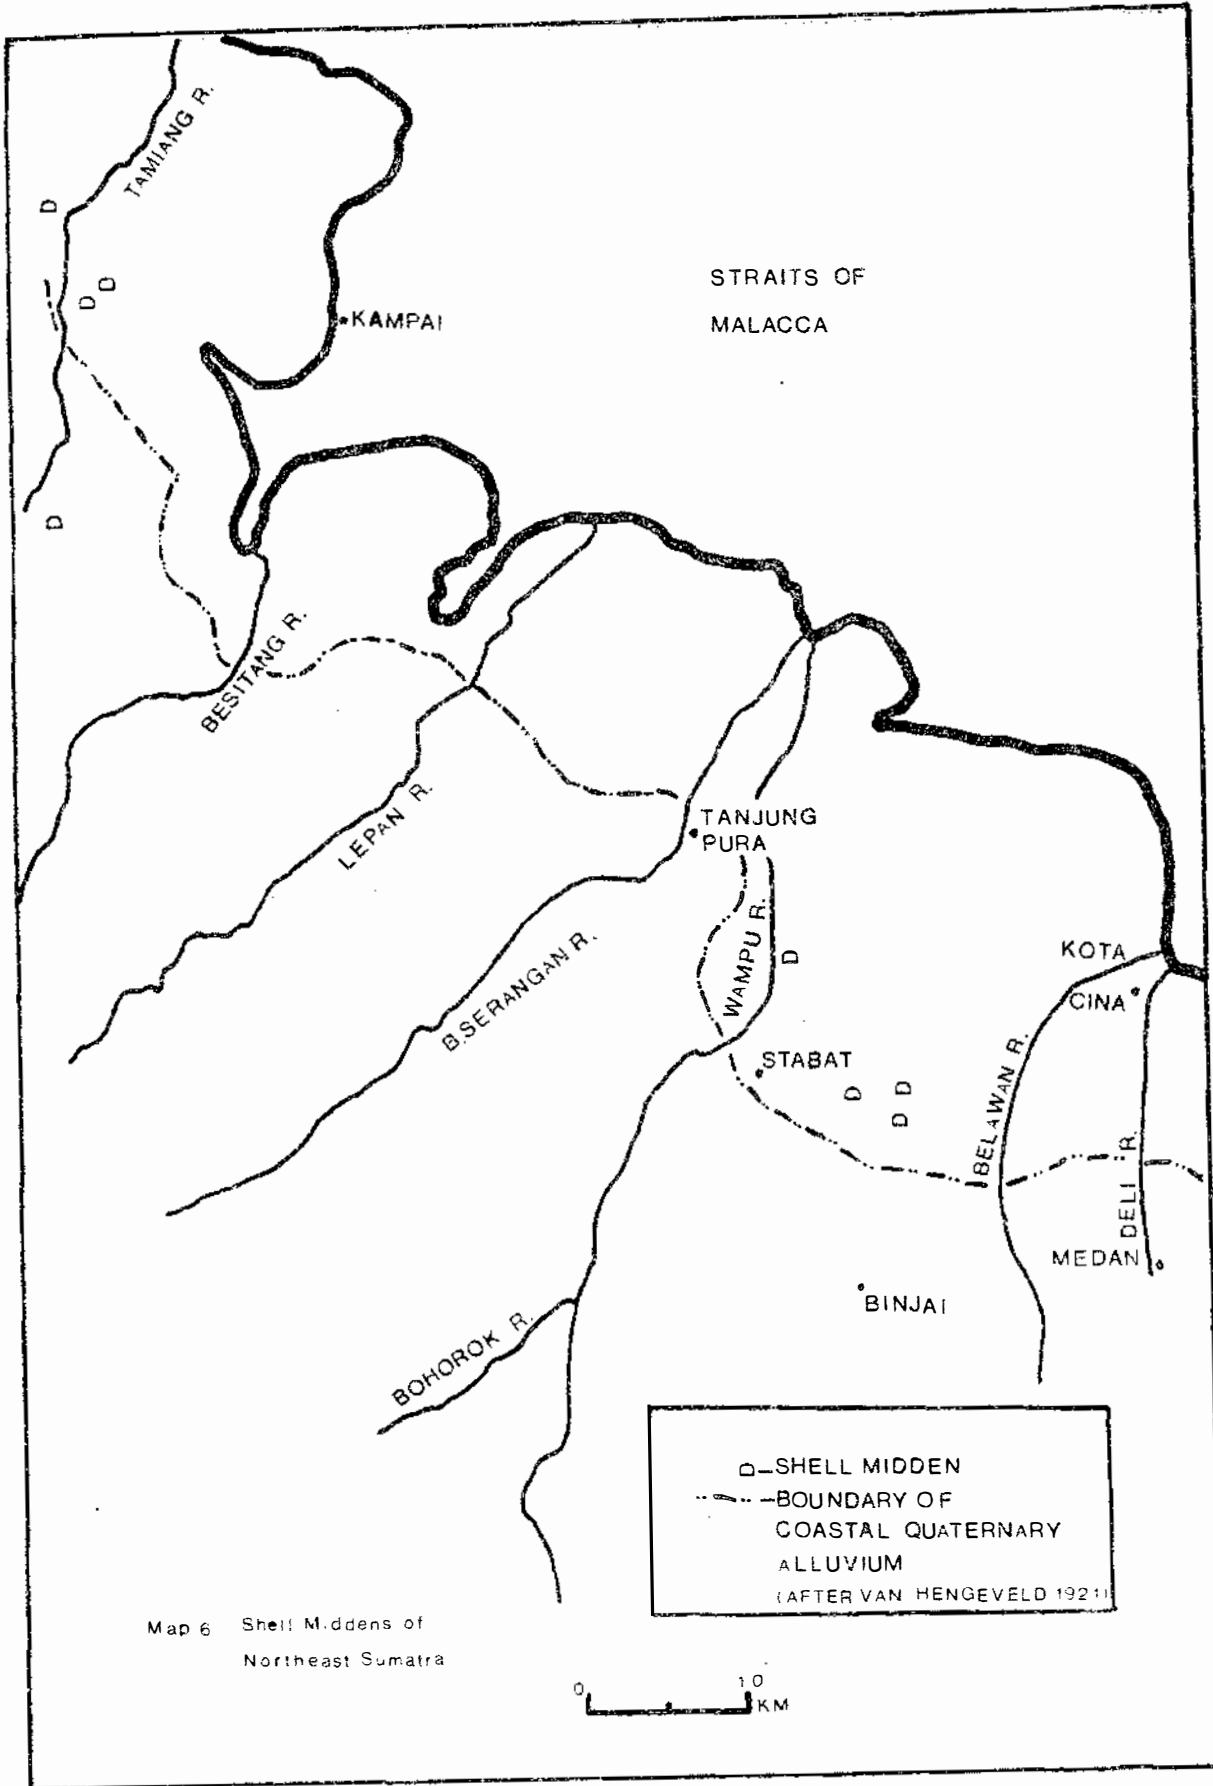 TAMIANG R.
D
D
D
KAMPAI
STRAITS OF
MALACCA
D
BESITANG R.
LEPAN R.
TANJUNG
PURA
B.SERANGAN R.
WAMPU R.
D
KOTA
CINA
STABAT
D
D
D
BELAWAN R.
DELI R.
MEDAN
BINJAI
BOHOROK R.
D-SHELL MIDDEN
BOUNDARY OF
COASTAL QUATERNARY
ALLUVIUM
(AFTER VAN HENGEVELD 1921)
Map 6 Shell Middens of
Northeast Sumatra
0 10
KM